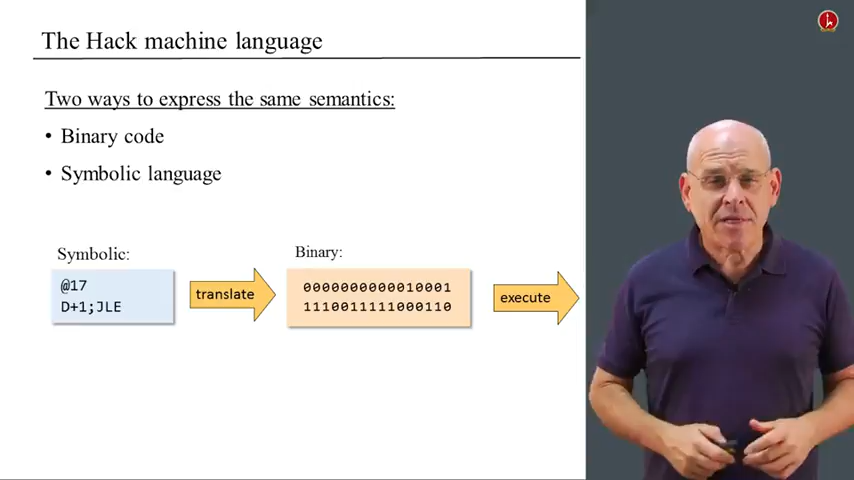 The Hack machine language
Two ways to express the same semantics:
• Binary code
• Symbolic language
Symbolic:
@17
D+1;JLE
translate
Binary:
0000000000010001
1110011111000110
execute